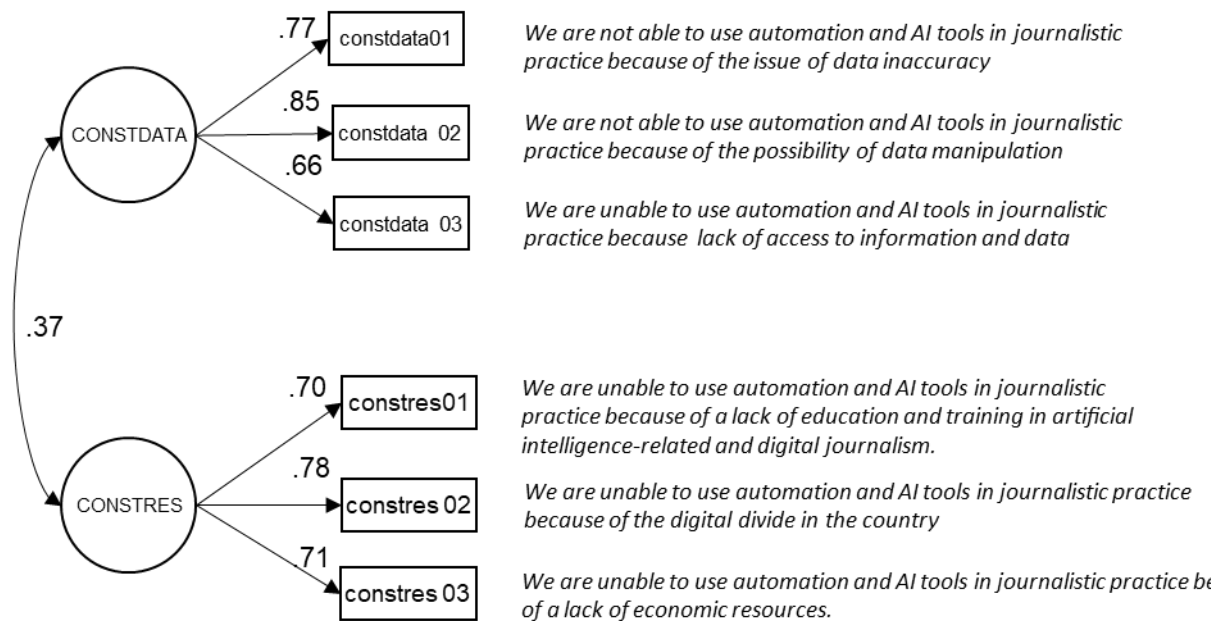 .77
constdata01
We are not able to use automation and AI tools in journalistic
practice because of the issue of data inaccuracy
CONSTDATA
.85
constdata 02
We are not able to use automation and AI tools in journalistic
practice because of the possibility of data manipulation
.66
constdata 03
We are unable to use automation and AI tools in journalistic
practice because lack of access to information and data
.37
.70
constres01
We are unable to use automation and AI tools in journalistic
practice because of a lack of education and training in artificial
intelligence-related and digital journalism.
CONSTRES
.78
constres 02
We are unable to use automation and AI tools in journalistic practice
because of the digital divide in the country
.71
constres 03
We are unable to use automation and AI tools in journalistic practice be
of a lack of economic resources.